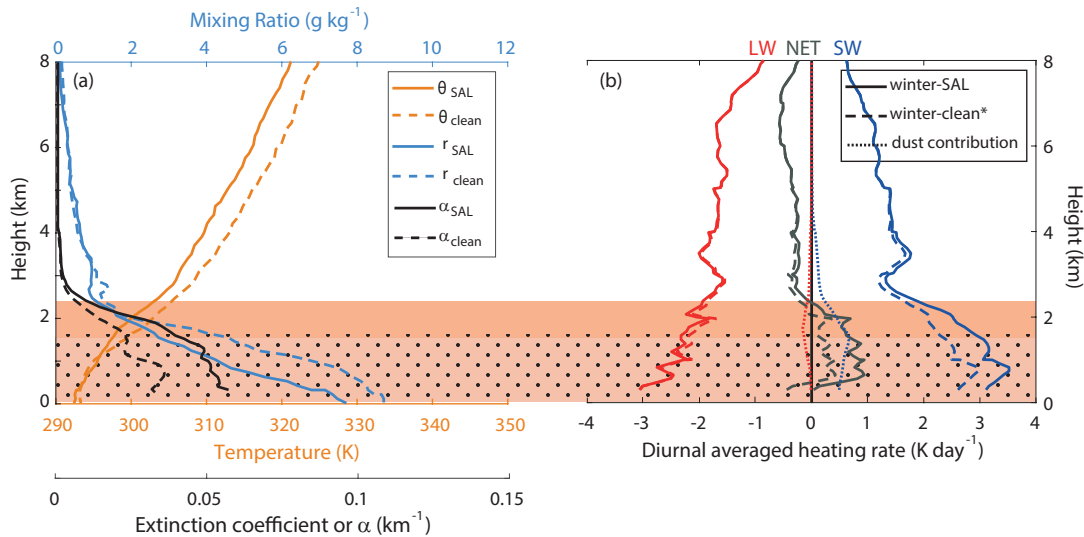 Mixing Ratio (g kg-1)
0 2 4 6 8 10 12
(a)
8
6
4
2
0
Height (km)
θ SAL
θ clean
r SAL
r clean
α SAL
α clean
290 300 310 320 330 340 350
Temperature (K)
0 0.05 0.1 0.15
Extinction coefficient or α (km-1)
LW NET SW
(b)
winter-SAL
winter-clean*
dust contribution
8
6
4
2
0
Height (km)
-4 -3 -2 -1 0 1 2 3 4
Diurnal averaged heating rate (K day-1)